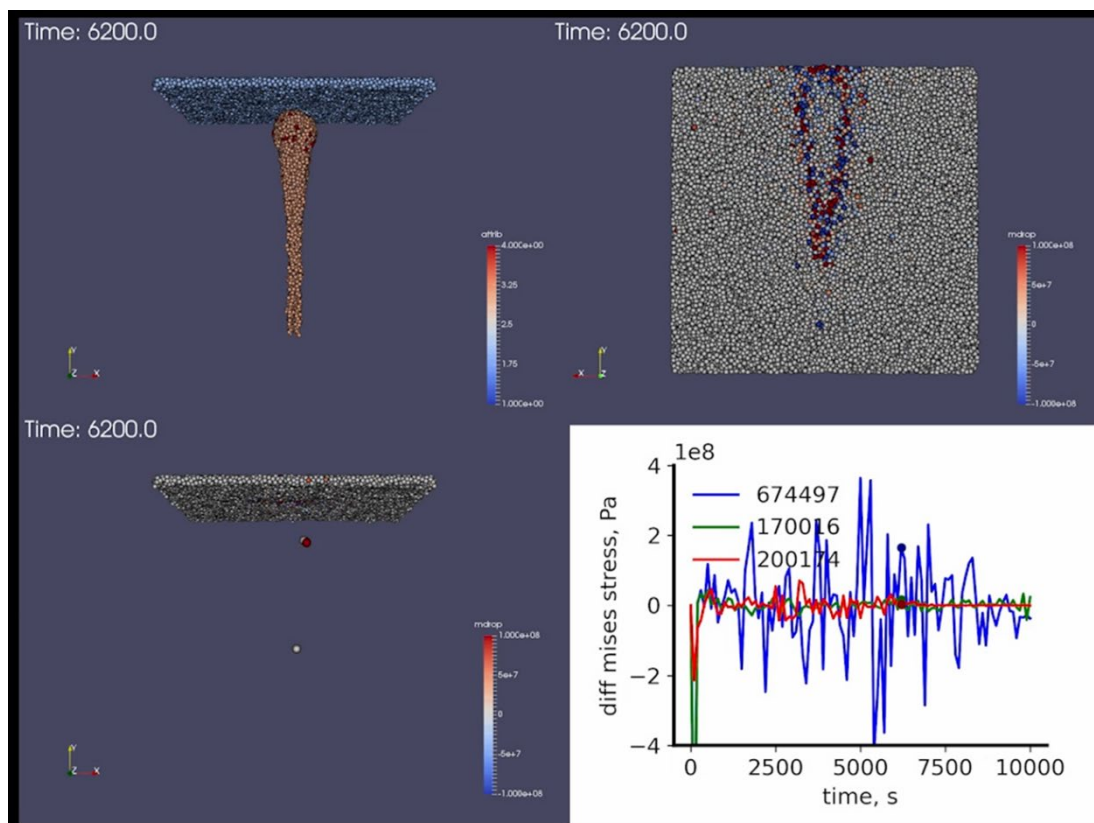 Time: 6200.0
attrib
4.000e+00
3.25
2.5
1.75
1.000e+00
Y
Z
X
Time: 6200.0
mdrop
1.000e+08
5e+7
0
-5e+7
-1.000e+08
Y
X
Z
Time: 6200.0
mdrop
1.000e+08
5e+7
0
-5e+7
-1.000e+08
Y
Z
X
1e8
4
2
0
−2
−4
diff mises stress, Pa
674497
170016
200174
0
2500
5000
7500
10000
time, s